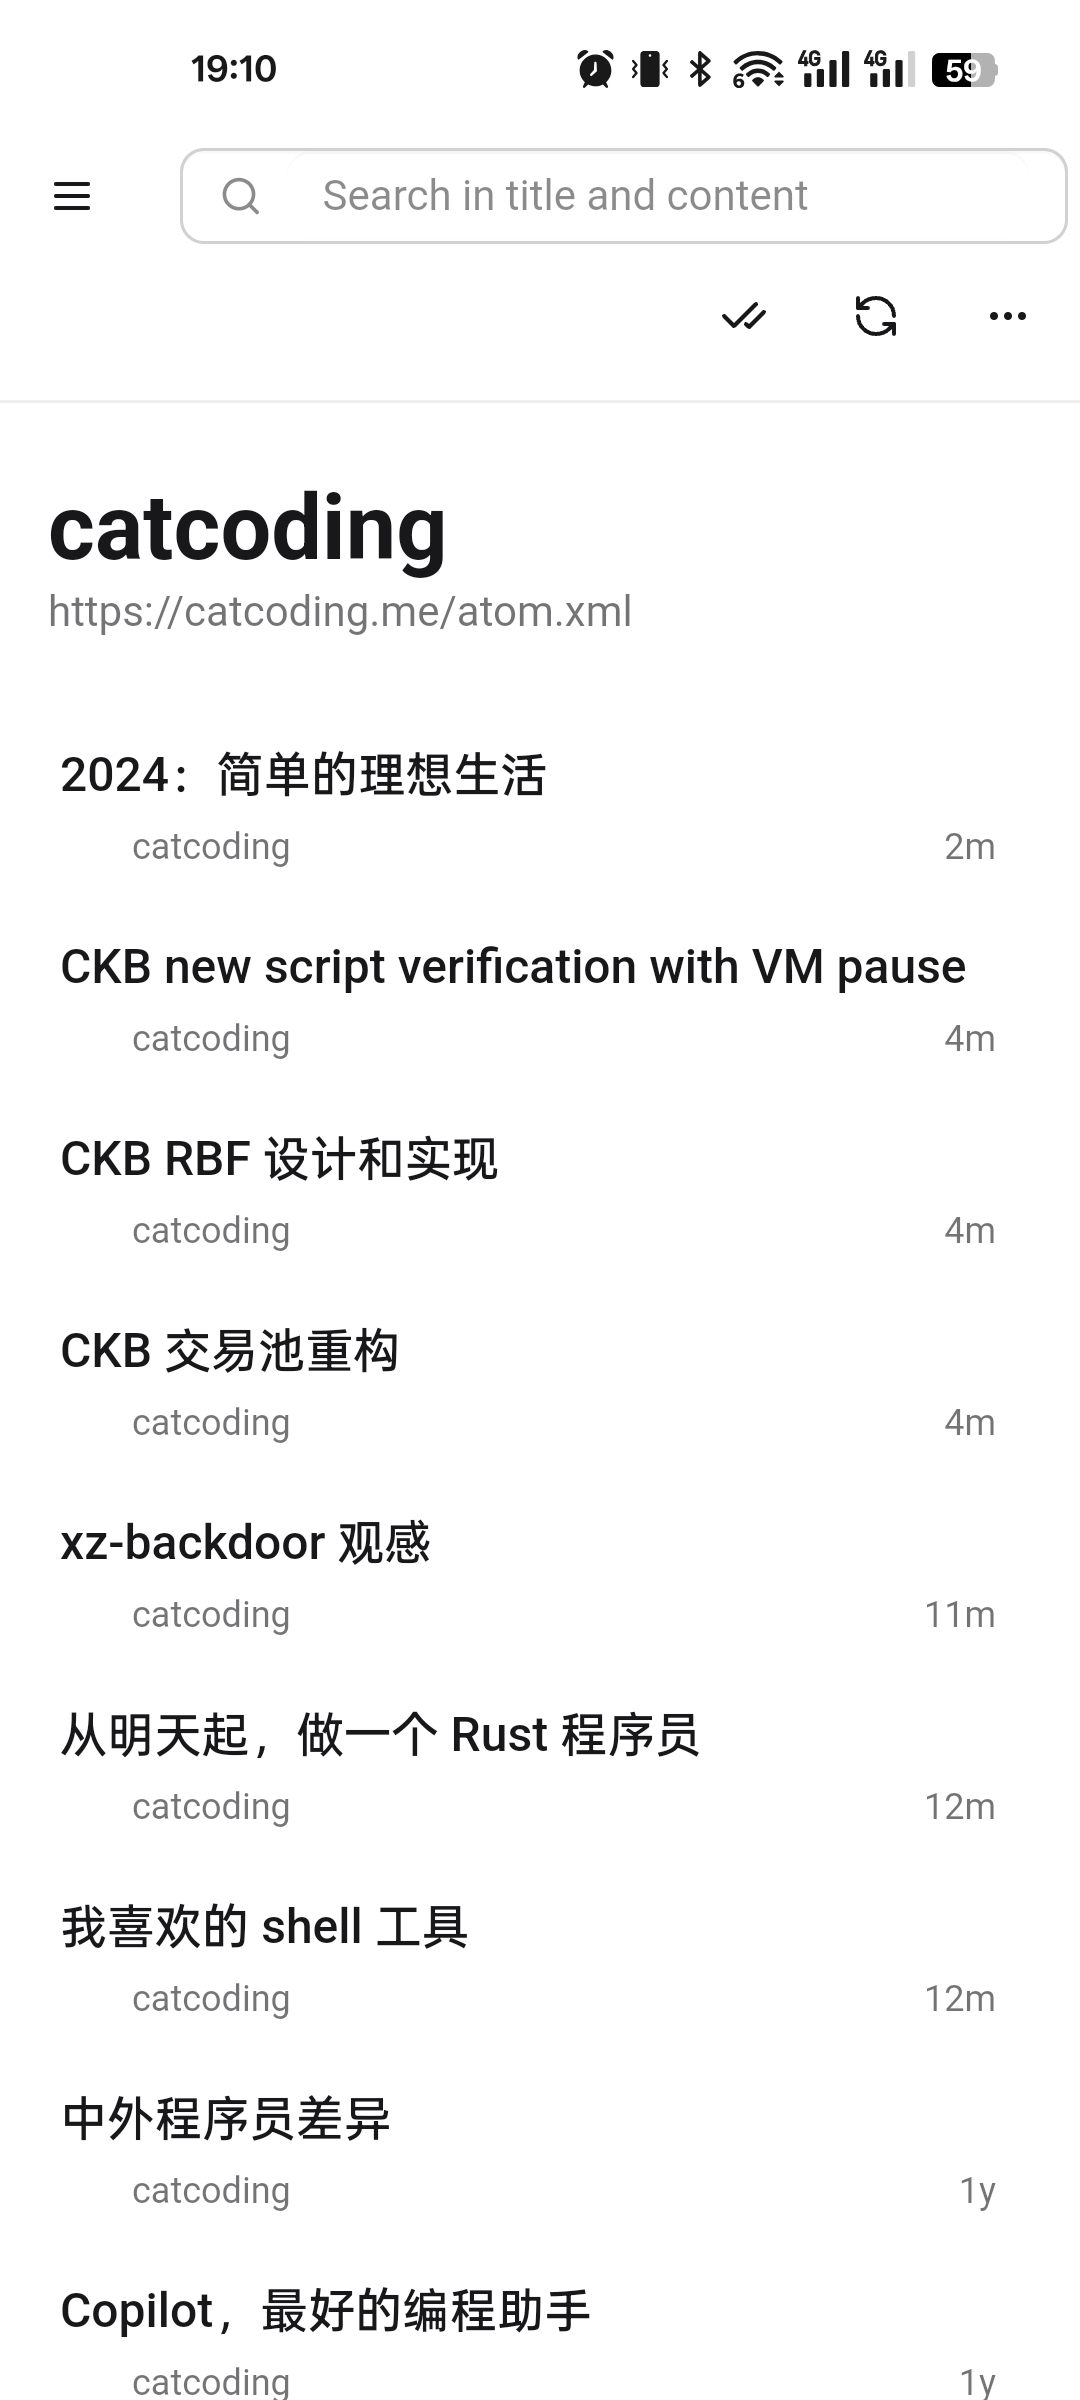 19:10
6
4G
4G
59
Search in title and content
catcoding
https://catcoding.me/atom.xml
2024：简单的理想生活
catcoding
2m
CKB new script verification with VM pause
catcoding
4m
CKB RBF 设计和实现
catcoding
4m
CKB 交易池重构
catcoding
4m
xz-backdoor 观感
catcoding
11m
从明天起，做一个 Rust 程序员
catcoding
12m
我喜欢的 shell 工具
catcoding
12m
中外程序员差异
catcoding
1y
Copilot，最好的编程助手
catcoding
1y